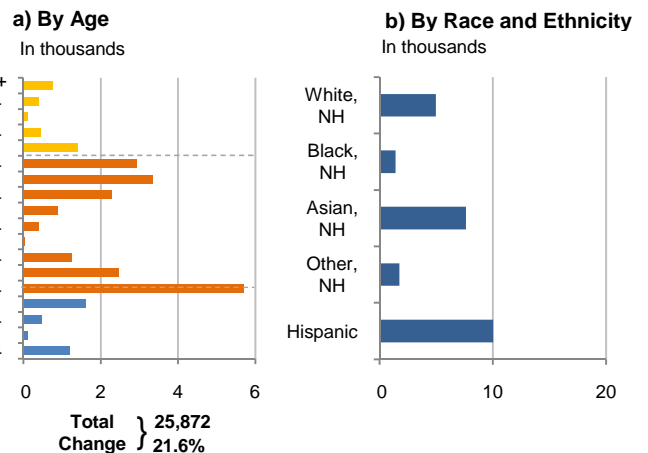 a) By Age
In thousands
+
0 2 4 6
Total Change } 25,872 21.6%
b) By Race and Ethnicity
In thousands
White,
NH
Black,
NH
Asian,
NH
Other,
NH
Hispanic
0 10 20